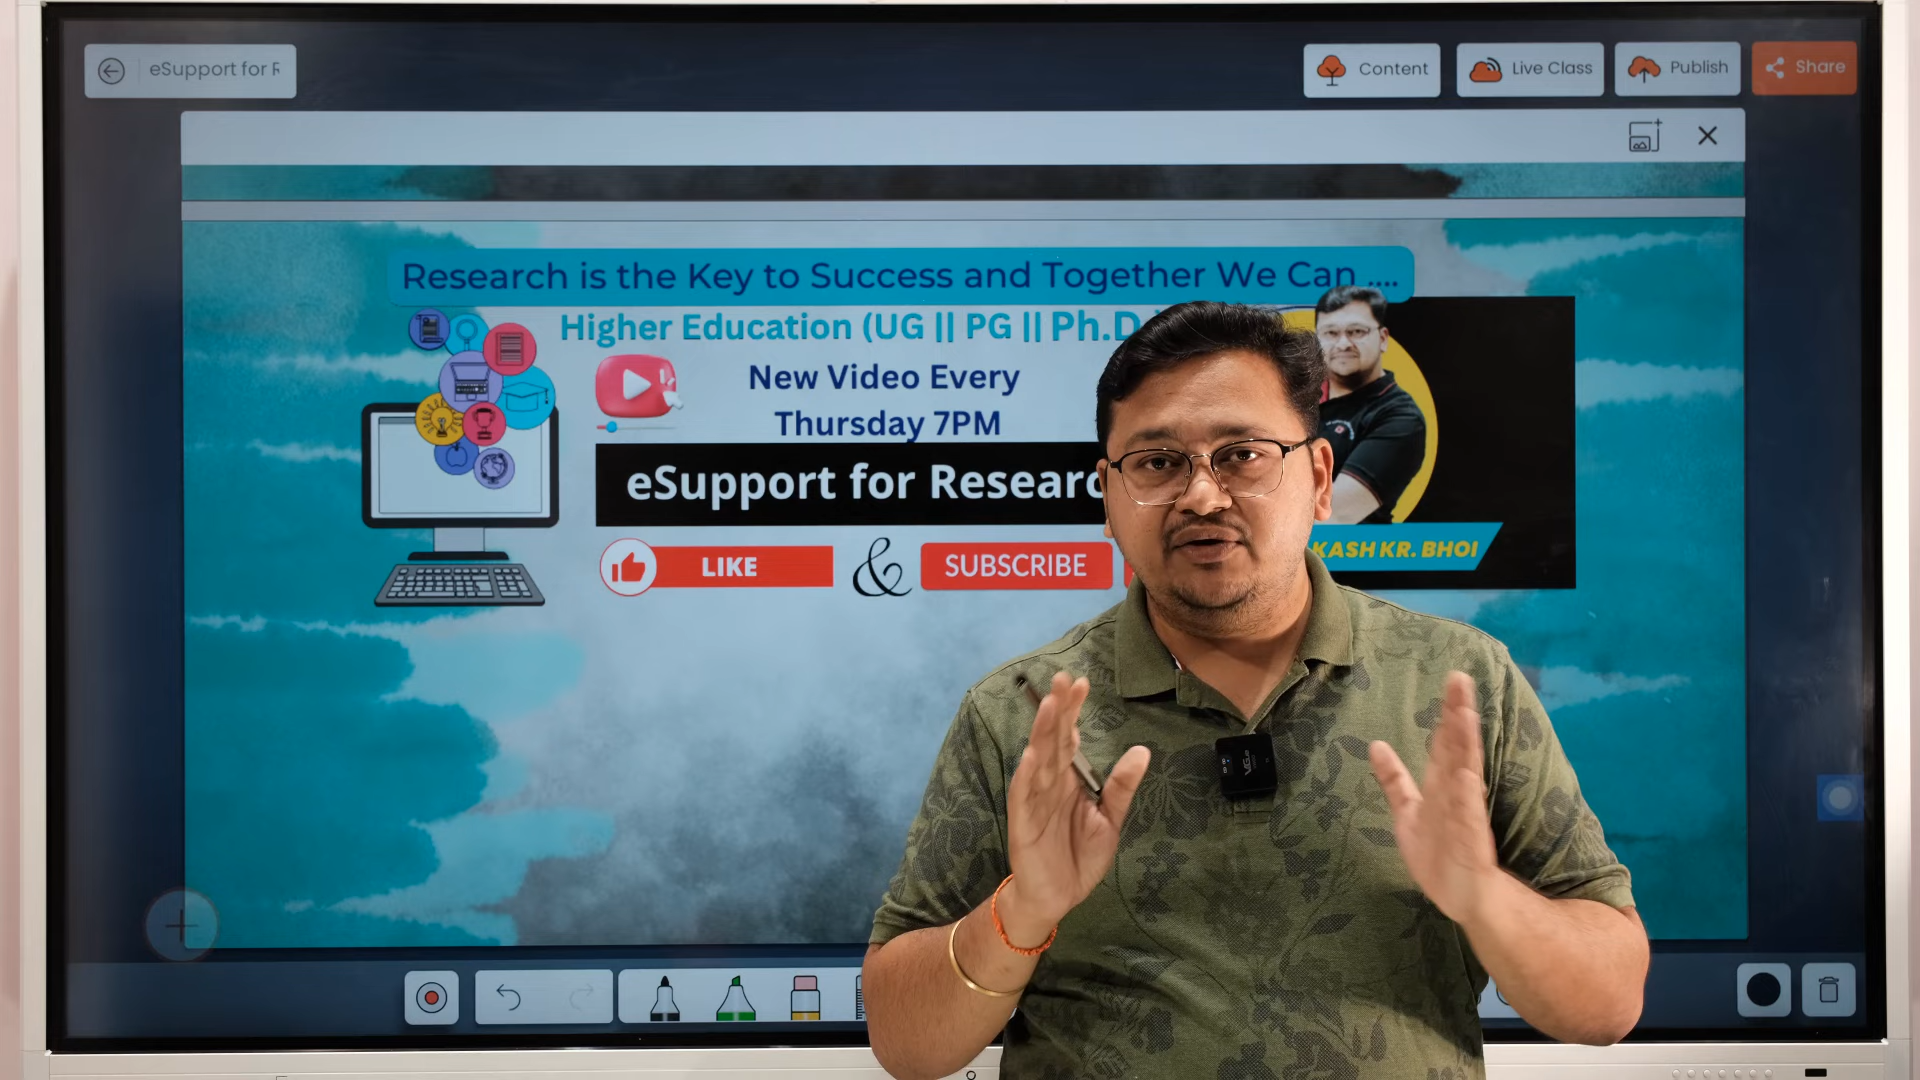 eSupport for R
Content
Live Class
Publish
Share
Research is the Key to Success and Together We Can ....
Higher Education (UG || PG || Ph.D.
New Video Every
Thursday 7PM
eSupport for Researc
KASH KR. BHOI
LIKE
&
SUBSCRIBE